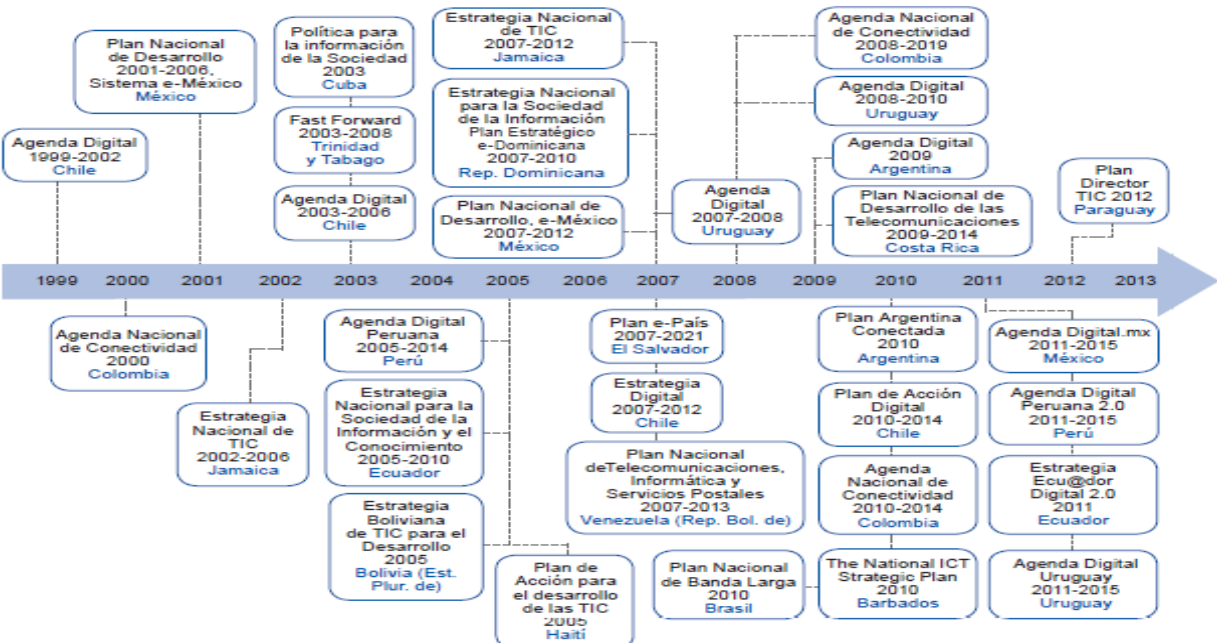 Agenda Digital
1999-2002
Chile
Plan Nacional
de Desarrollo
2001-2006,
Sistema e-México
México
Política para
la información
de la Sociedad
2003
Cuba
Fast Forward
2003-2008
Trinidad
y Tabago
Agenda Digital
2003-2006
Chile
Estrategia Nacional
de TIC
2007-2012
Jamaica
Estrategia Nacional
para la Sociedad
de la Información
Plan Estratégico
e-Dominicana
2007-2010
Rep. Dominicana
Plan Nacional de
Desarrollo, e-México
2007-2012
México
Agenda
Digital
2007-2008
Uruguay
Agenda Nacional
de Conectividad
2008-2019
Colombia
Agenda Digital
2008-2010
Uruguay
Agenda Digital
2009
Argentina
Plan Nacional de
Desarrollo de las
Telecomunicaciones
2009-2014
Costa Rica
Plan
Director
TIC 2012
Paraguay
1999 2000 2001 2002 2003 2004 2005 2006 2007 2008 2009 2010 2011 2012 2013
Agenda Nacional
de Conectividad
2000
Colombia
Estrategia
Nacional de
TIC
2002-2006
Jamaica
Agenda Digital
Peruana
2005-2014
Perú
Estrategia
Nacional para la
Sociedad de la
Información y el
Conocimiento
2005-2010
Ecuador
Estrategia
Boliviana
de TIC para el
Desarrollo
2005
Bolivia (Est.
Plur. de)
Plan de
Acción para
el desarrollo
de las TIC
2005
Haití
Plan e-País
2007-2021
El Salvador
Estrategia
Digital
2007-2012
Chile
Plan Nacional
deTelecomunicaciones,
Informática y
Servicios Postales
2007-2013
Venezuela (Rep. Bol. de)
Plan Nacional
de Banda Larga
2010
Brasil
Plan Argentina
Conectada
2010
Argentina
Plan de Acción
Digital
2010-2014
Chile
Agenda
Nacional de
Conectividad
2010-2014
Colombia
The National ICT
Strategic Plan
2010
Barbados
Agenda Digital.mx
2011-2015
México
Agenda Digital
Peruana 2.0
2011-2015
Perú
Estrategia
Ecu@dor
Digital 2.0
2011
Ecuador
Agenda Digital
Uruguay
2011-2015
Uruguay